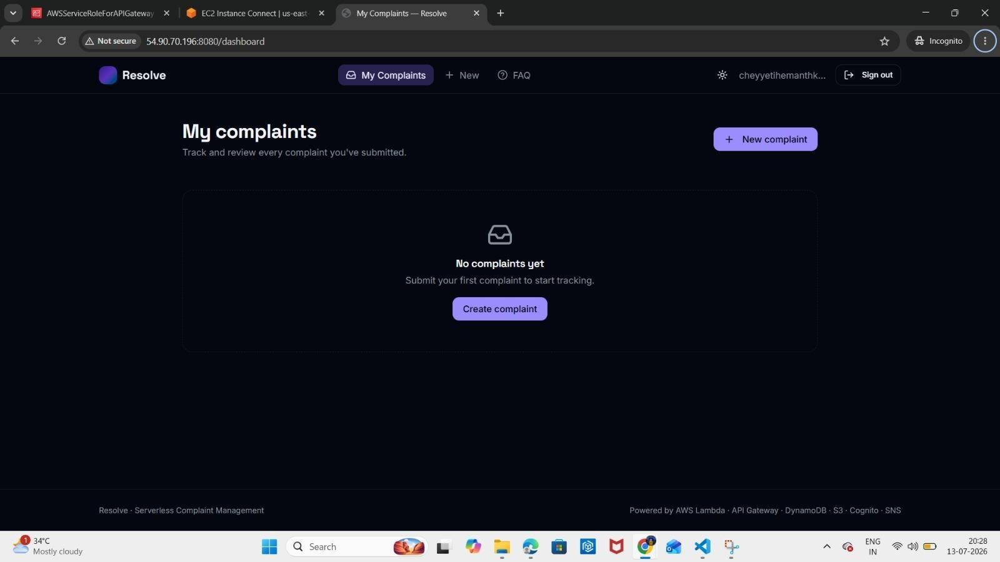 AWSServiceRoleForAPIGateway
EC2 Instance Connect | us-east-
My Complaints — Resolve
Not secure
54.90.70.196:8080/dashboard
Incognito
Resolve
My Complaints
New
FAQ
cheyyetihemanthk...
Sign out
My complaints
Track and review every complaint you've submitted.
New complaint
No complaints yet
Submit your first complaint to start tracking.
Create complaint
Resolve · Serverless Complaint Management
Powered by AWS Lambda · API Gateway · DynamoDB · S3 · Cognito · SNS
1
34°C
Mostly cloudy
Search
ENG
IN
20:28
13-07-2026